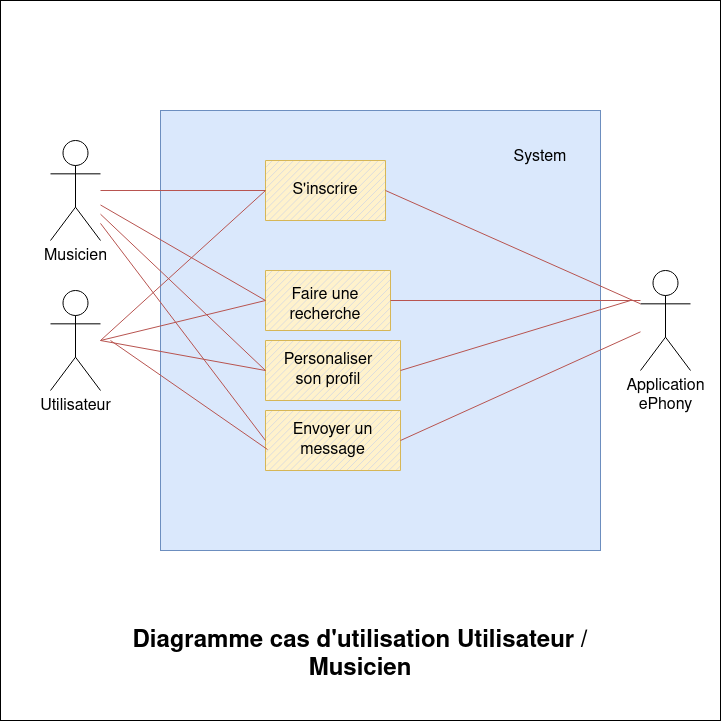 System
S'inscrire
Musicien
Faire une
recherche
Personaliser
son profil
Utilisateur
Application
ePhony
Envoyer un
message
Diagramme cas d'utilisation Utilisateur /
Musicien